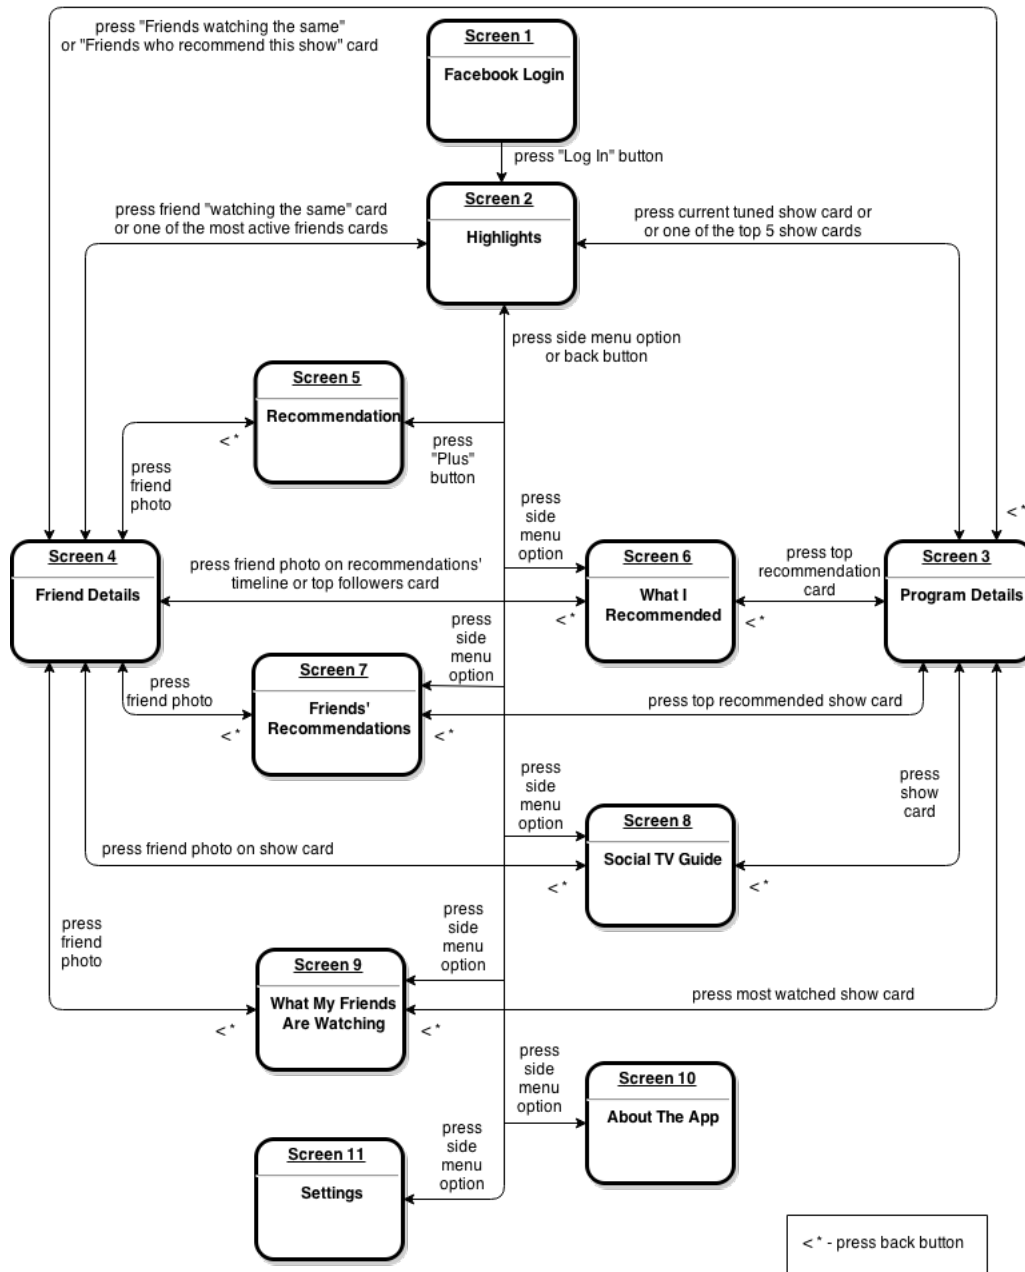 press "Friends watching the same"
or "Friends who recommend this show" card
Screen 1
Facebook Login
press "Log In" button
Screen 2
Highlights
press friend "watching the same" card
or one of the most active friends cards
press current tuned show card or
or one of the top 5 show cards
press side menu option
or back button
Screen 5
Recommendation
< *
press
"Plus"
button
press
friend
photo
press
side
menu
option
< *
Screen 4
Friend Details
press friend photo on recommendations'
timeline or top followers card
Screen 6
What I
Recommended
< *
< *
press top
recommendation
card
Screen 3
Program Details
press
side
menu
option
Screen 7
Friends'
Recommendations
press
friend photo
< *
< *
press top recommended show card
press
side
menu
option
Screen 8
Social TV Guide
press
show
card
press friend photo on show card
< *
< *
press
friend
photo
press
side
menu
option
Screen 9
What My Friends
Are Watching
< *
< *
press most watched show card
press
side
menu
option
Screen 10
About The App
press
side
menu
option
Screen 11
Settings
< * - press back button